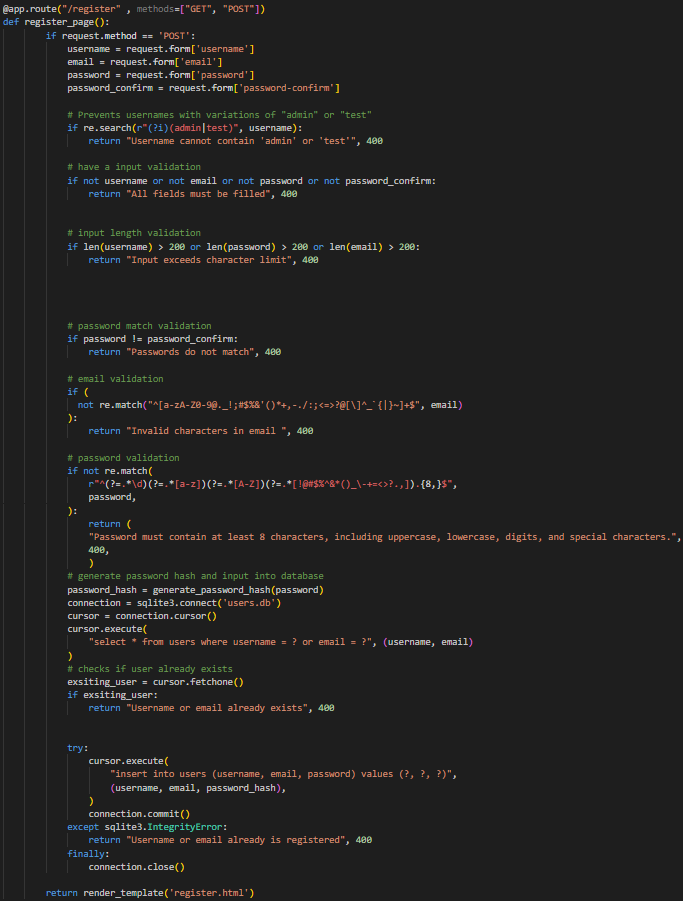 @app.route("/register" , methods=["GET", "POST"])
def register_page():
if request.method == 'POST':
username = request.form['username']
email = request.form['email']
password = request.form['password']
password_confirm = request.form['password-confirm']
# Prevents usernames with variations of "admin" or "test"
if re.search(r"(?i)(admin|test)", username):
return "Username cannot contain 'admin' or 'test'", 400
# have a input validation
if not username or not email or not password or not password_confirm:
return "All fields must be filled", 400
# input length validation
if len(username) > 200 or len(password) > 200 or len(email) > 200:
return "Input exceeds character limit", 400
# password match validation
if password != password_confirm:
return "Passwords do not match", 400
# email validation
if (
not re.match("^[a-zA-Z0-9@._!;#$%&'()*+,-./:;<=>?@[\]^_`{|}~]+$", email)
):
return "Invalid characters in email ", 400
# password validation
if not re.match(
r"^(?=.*\d)(?=.*[a-z])(?=.*[A-Z])(?=.*[!@#$%^&*()_\-+=<>?.,]).{8,}$",
password,
):
return (
"Password must contain at least 8 characters, including uppercase, lowercase, digits, and special characters.",
400,
)
# generate password hash and input into database
password_hash = generate_password_hash(password)
connection = sqlite3.connect('users.db')
cursor = connection.cursor()
cursor.execute(
"select * from users where username = ? or email = ?", (username, email)
)
# checks if user already exists
exsiting_user = cursor.fetchone()
if exsiting_user:
return "Username or email already exists", 400
try:
cursor.execute(
"insert into users (username, email, password) values (?, ?, ?)",
(username, email, password_hash),
)
connection.commit()
except sqlite3.IntegrityError:
return "Username or email already is registered", 400
finally:
connection.close()
return render_template('register.html')